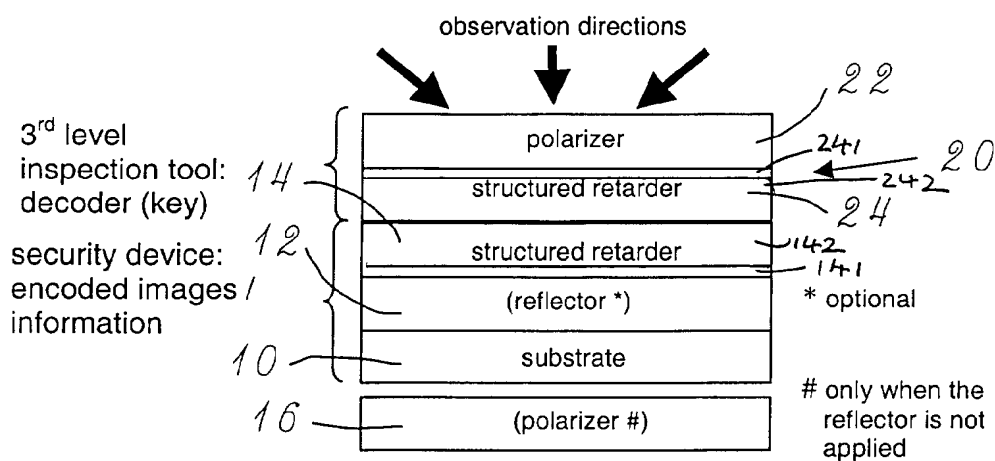 observation directions
22
3rd level
inspection tool:
decoder (key)
polarizer
241
20
14
structured retarder
242
24
security device:
encoded images /
information
12
structured retarder
142
141
* optional
(reflector *)
10
substrate
16
(polarizer #)
# only when the
reflector is not
applied